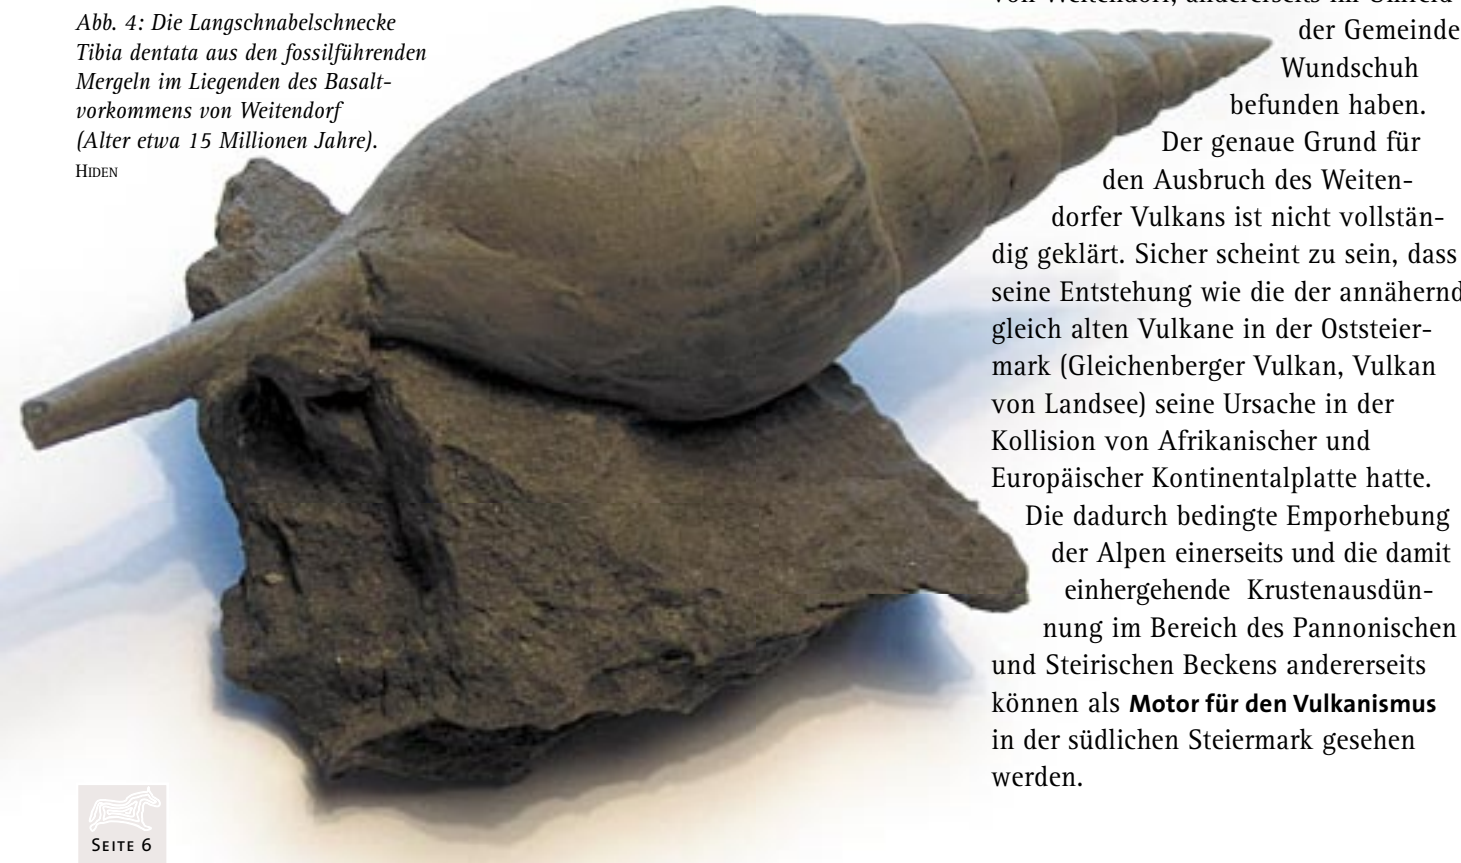 Abb. 4: Die Langschnabelschnecke
Tibia dentata aus den fossilführenden
Mergeln im Liegenden des Basalt-
vorkommens von Weitendorf
(Alter etwa 15 Millionen Jahre).
HIDEN
von Weitendorf, andererseits im Umfeld
der Gemeinde
Wundschuh
befunden haben.
Der genaue Grund für
den Ausbruch des Weiten-
dorfer Vulkans ist nicht vollstän-
dig geklärt. Sicher scheint zu sein, dass
seine Entstehung wie die der annähernd
gleich alten Vulkane in der Oststeier-
mark (Gleichenberger Vulkan, Vulkan
von Landsee) seine Ursache in der
Kollision von Afrikanischer und
Europäischer Kontinentalplatte hatte.
Die dadurch bedingte Emporhebung
der Alpen einerseits und die damit
einhergehende Krustenausdün-
nung im Bereich des Pannonischen
und Steirischen Beckens andererseits
können als Motor für den Vulkanismus
in der südlichen Steiermark gesehen
werden.
SEITE 6